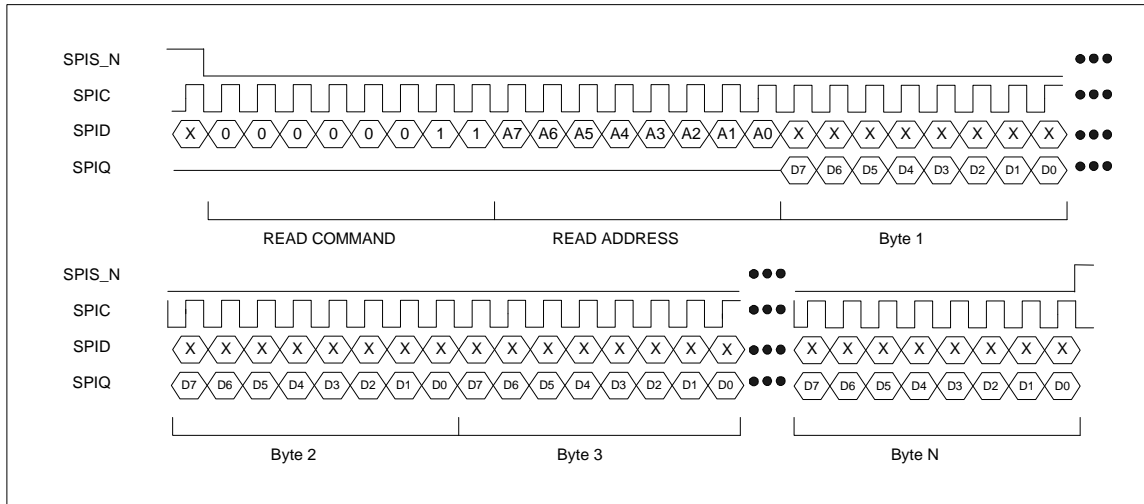 SPIS_N
SPIC
SPID X 0 0 0 0 0 0 1 1 A7 A6 A5 A4 A3 A2 A1 A0 X X X X X X X X
SPIQ D7 D6 D5 D4 D3 D2 D1 D0
READ COMMAND READ ADDRESS Byte 1
SPIS_N
SPIC
SPID X X X X X X X X X X X X X X X X X X X X X X
SPIQ D7 D6 D5 D4 D3 D2 D1 D0 D7 D6 D5 D4 D3 D2 D1 D0 D7 D6 D5 D4 D3 D2 D1 D0
Byte 2 Byte 3 Byte N